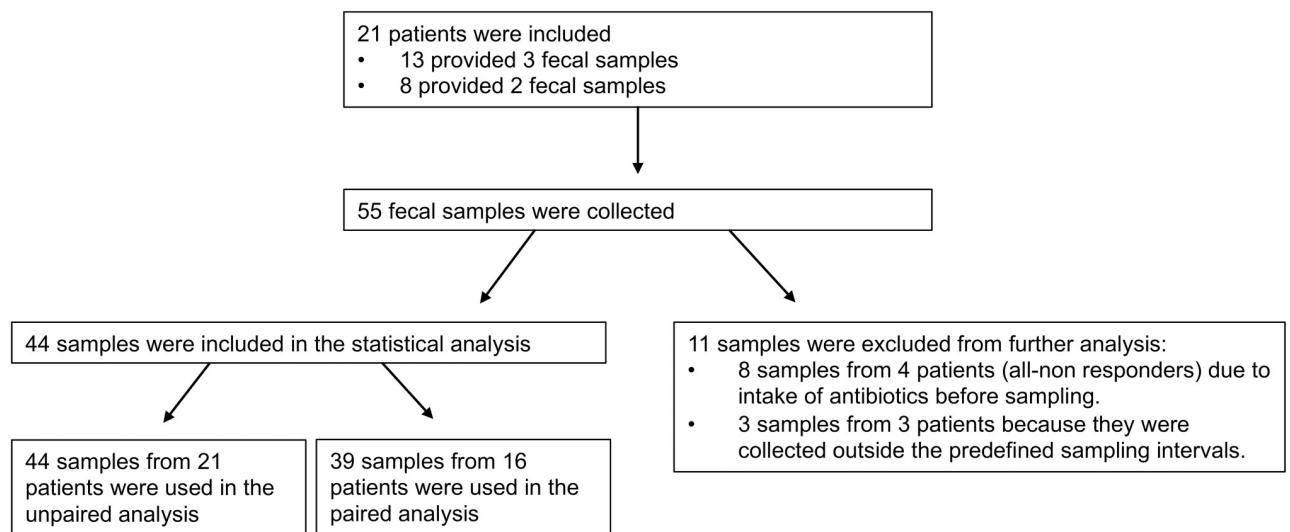 21 patients were included
• 13 provided 3 fecal samples
• 8 provided 2 fecal samples
55 fecal samples were collected
44 samples were included in the statistical analysis
11 samples were excluded from further analysis:
• 8 samples from 4 patients (all-non responders) due to
intake of antibiotics before sampling.
• 3 samples from 3 patients because they were
collected outside the predefined sampling intervals.
44 samples from 21
patients were used in the
unpaired analysis
39 samples from 16
patients were used in the
paired analysis